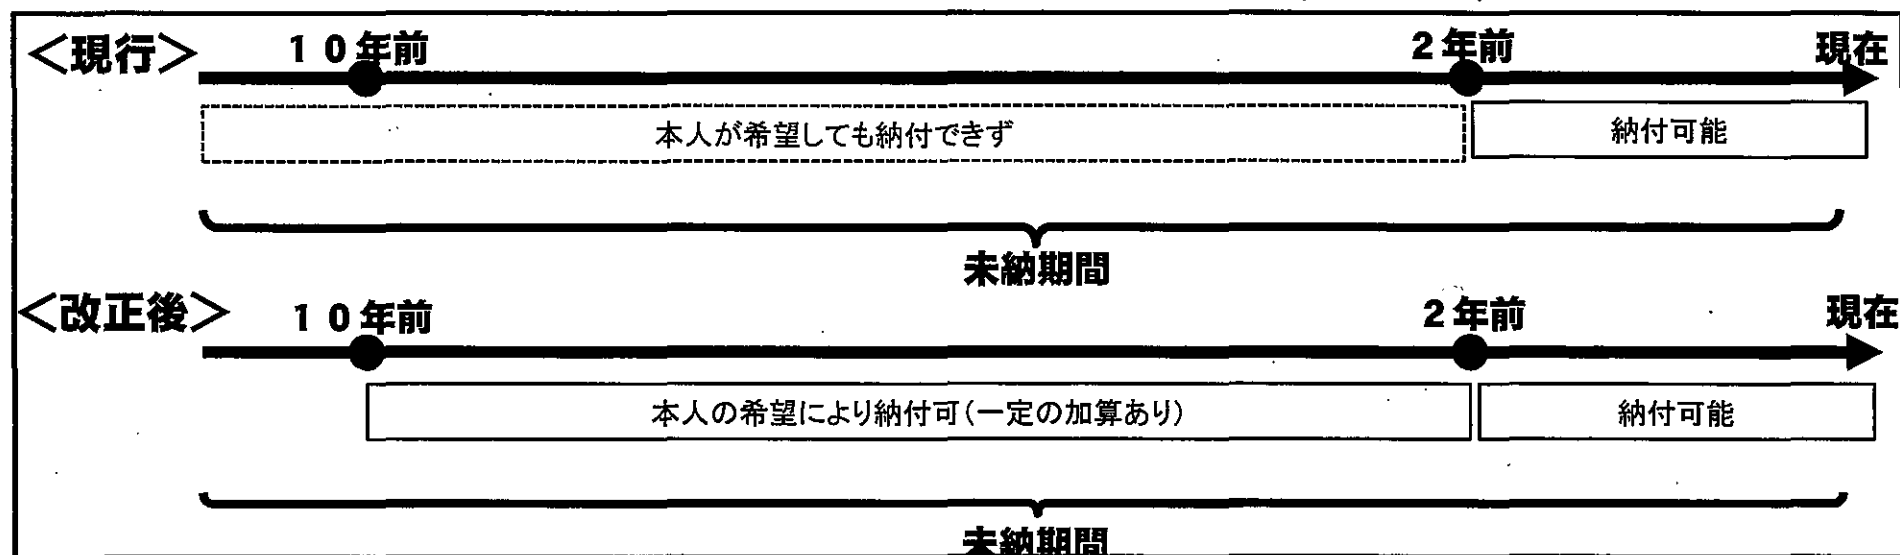 ＜現行＞
１０年前
２年前
現在
本人が希望しても納付できず
納付可能
未納期間
＜改正後＞
１０年前
２年前
現在
本人の希望により納付可(一定の加算あり)
納付可能
未納期間